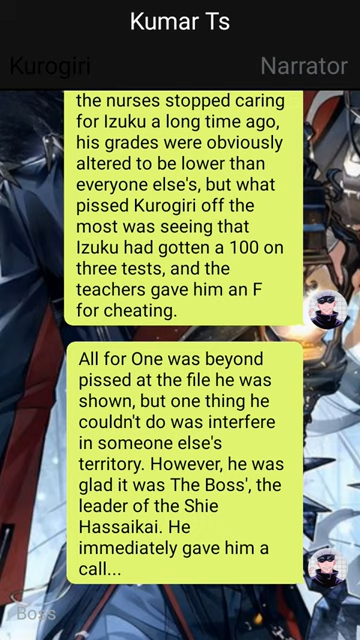 Kumar Ts
Kurogiri
Narrator
the nurses stopped caring
for Izuku a long time ago,
his grades were obviously
altered to be lower than
everyone else's, but what
pissed Kurogiri off the
most was seeing that
Izuku had gotten a 100 on
three tests, and the
teachers gave him an F
for cheating.
All for One was beyond
pissed at the file he was
shown, but one thing he
couldn't do was interfere
in someone else's
territory. However, he was
glad it was The Boss', the
leader of the Shie
Hassaikai. He
immediately gave him a
call...
Boss